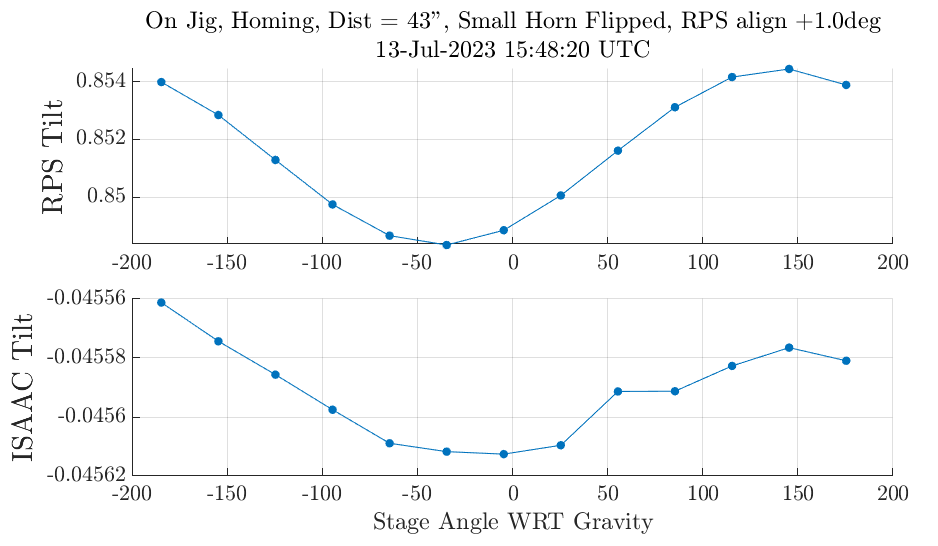 On Jig, Homing, Dist = 43”, Small Horn Flipped, RPS align +1.0deg
13-Jul-2023 15:48:20 UTC
RPS Tilt
0.854
0.852
0.85
-200 -150 -100 -50 0 50 100 150 200
ISAAC Tilt
-0.04556
-0.04558
-0.0456
-0.04562
-200 -150 -100 -50 0 50 100 150 200
Stage Angle WRT Gravity